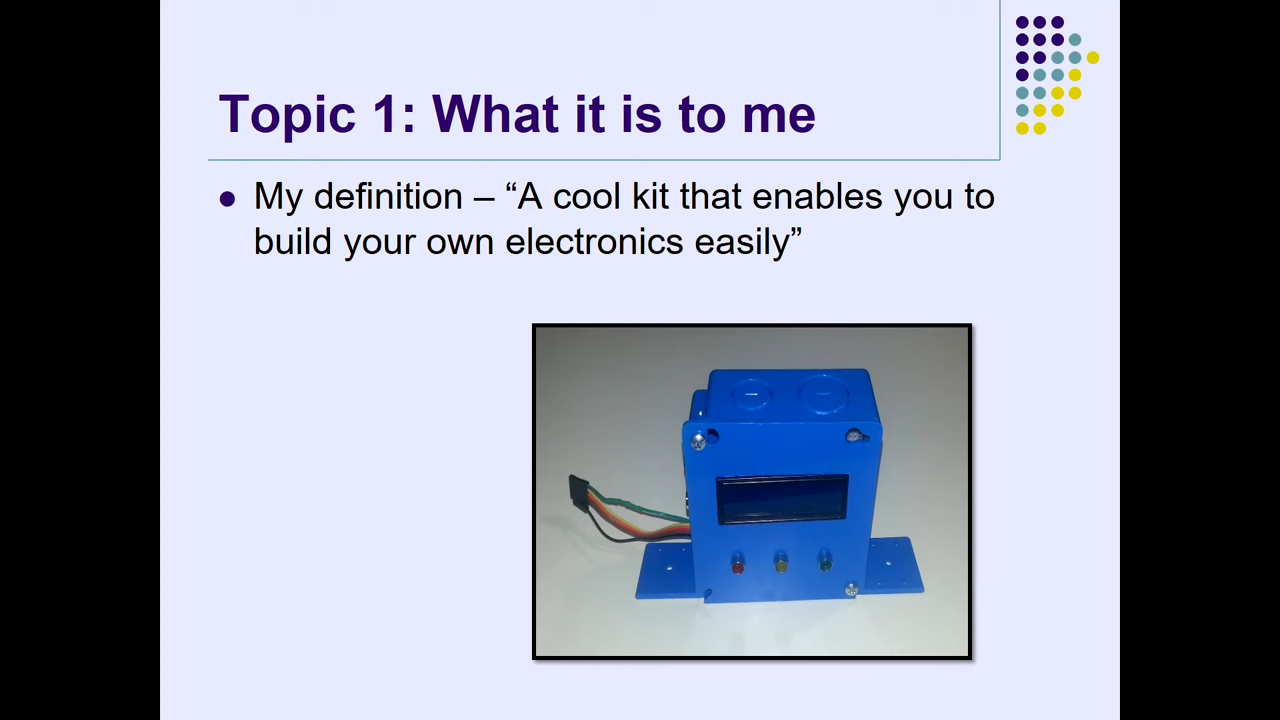 Topic 1: What it is to me
My definition – “A cool kit that enables you to
build your own electronics easily”